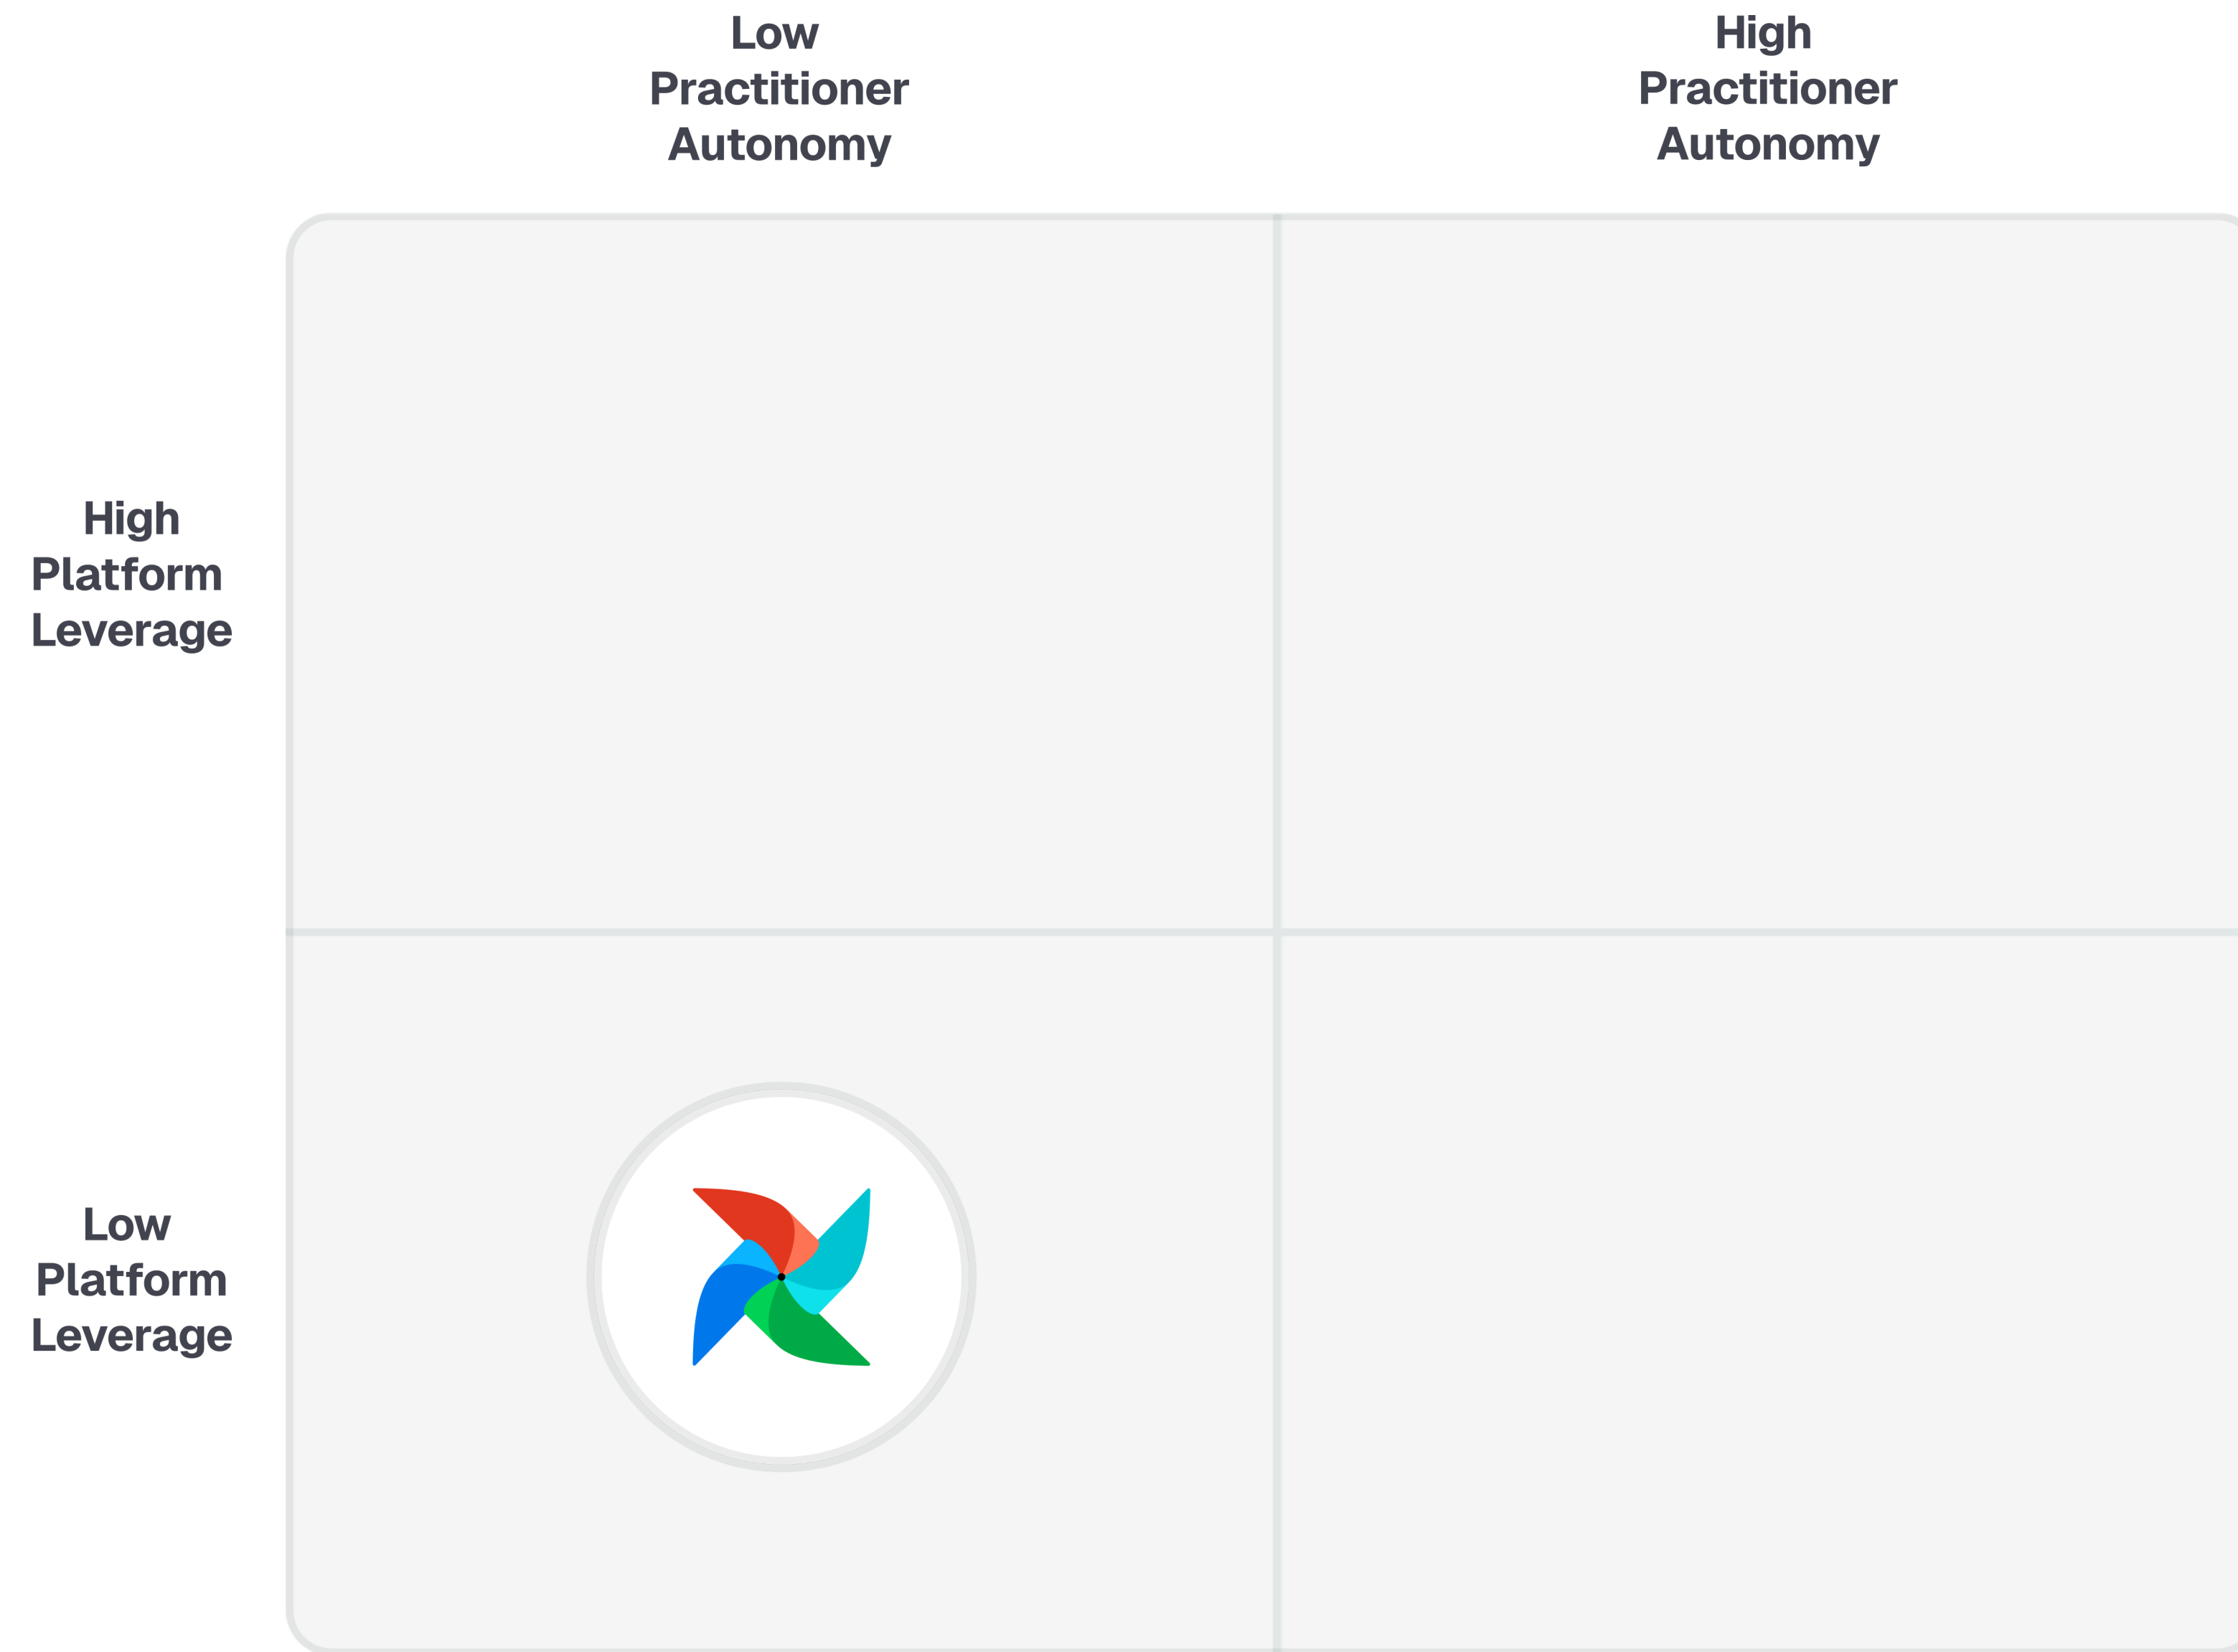 Low
Practitioner
Autonomy
High
Practitioner
Autonomy
High
Platform
Leverage
Low
Platform
Leverage